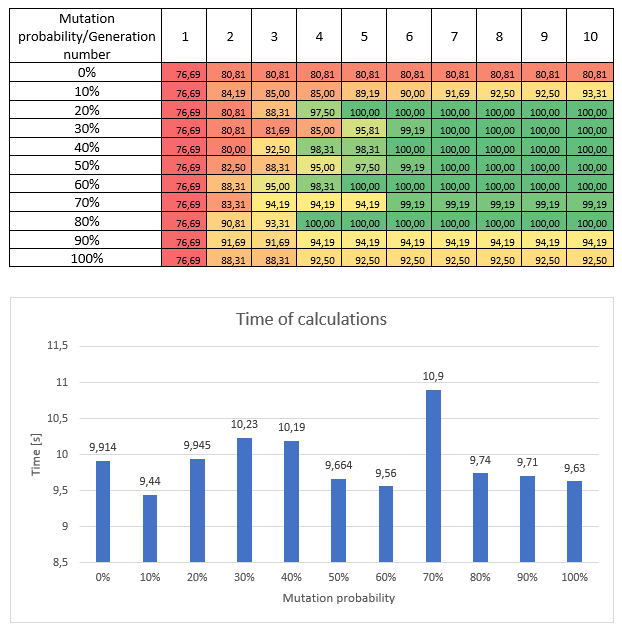 Mutation
probability/Generation
number 1 2 3 4 5 6 7 8 9 10
0% 76,69 80,81 80,81 80,81 80,81 80,81 80,81 80,81 80,81 80,81
10% 76,69 84,19 85,00 85,00 89,19 90,00 91,69 92,50 92,50 93,31
20% 76,69 80,81 88,31 97,50 100,00 100,00 100,00 100,00 100,00 100,00
30% 76,69 80,81 81,69 85,00 95,81 99,19 100,00 100,00 100,00 100,00
40% 76,69 80,00 92,50 98,31 98,31 100,00 100,00 100,00 100,00 100,00
50% 76,69 82,50 88,31 95,00 97,50 99,19 100,00 100,00 100,00 100,00
60% 76,69 88,31 95,00 98,31 100,00 100,00 100,00 100,00 100,00 100,00
70% 76,69 83,31 94,19 94,19 94,19 99,19 99,19 99,19 99,19 99,19
80% 76,69 90,81 93,31 100,00 100,00 100,00 100,00 100,00 100,00 100,00
90% 76,69 91,69 91,69 94,19 94,19 94,19 94,19 94,19 94,19 94,19
100% 76,69 88,31 88,31 92,50 92,50 92,50 92,50 92,50 92,50 92,50
Time of calculations
Time [s]
11,5
11
10,5
10
9,5
9
8,5
9,914 9,44 9,945 10,23 10,19 9,664 9,56 10,9 9,74 9,71 9,63
0% 10% 20% 30% 40% 50% 60% 70% 80% 90% 100%
Mutation probability